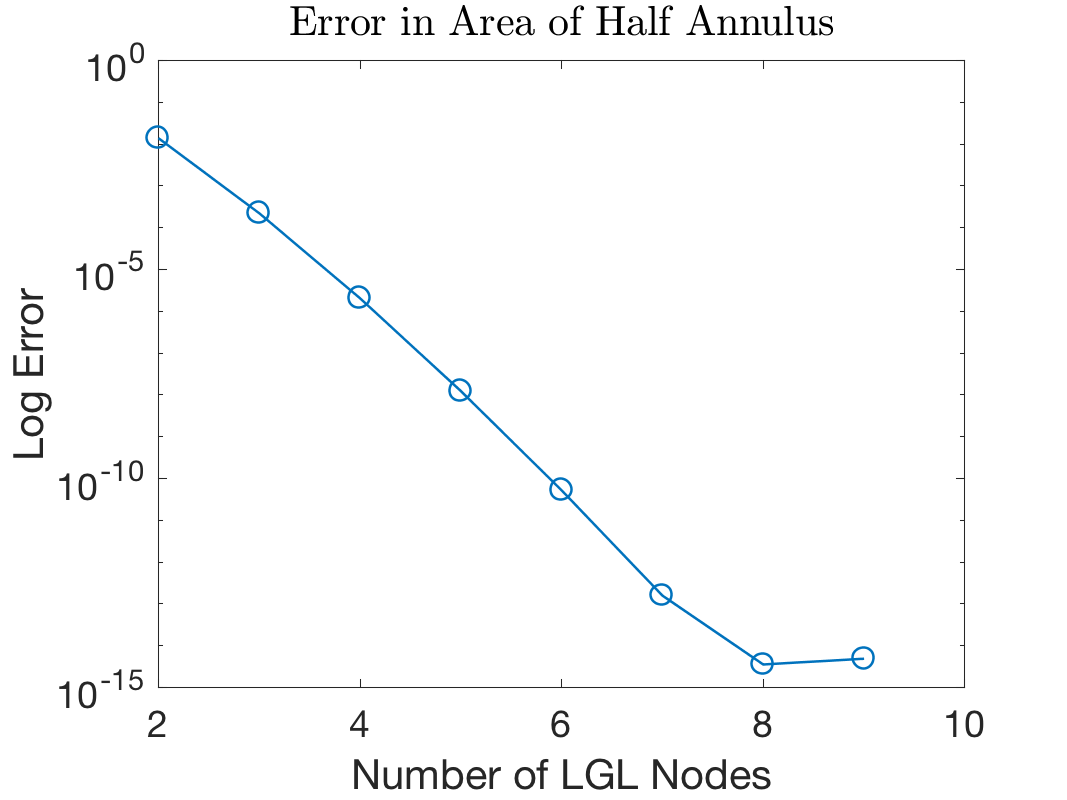 Error in Area of Half Annulus
10^0
10^-5
10^-10
10^-15
Log Error
2 4 6 8 10
Number of LGL Nodes